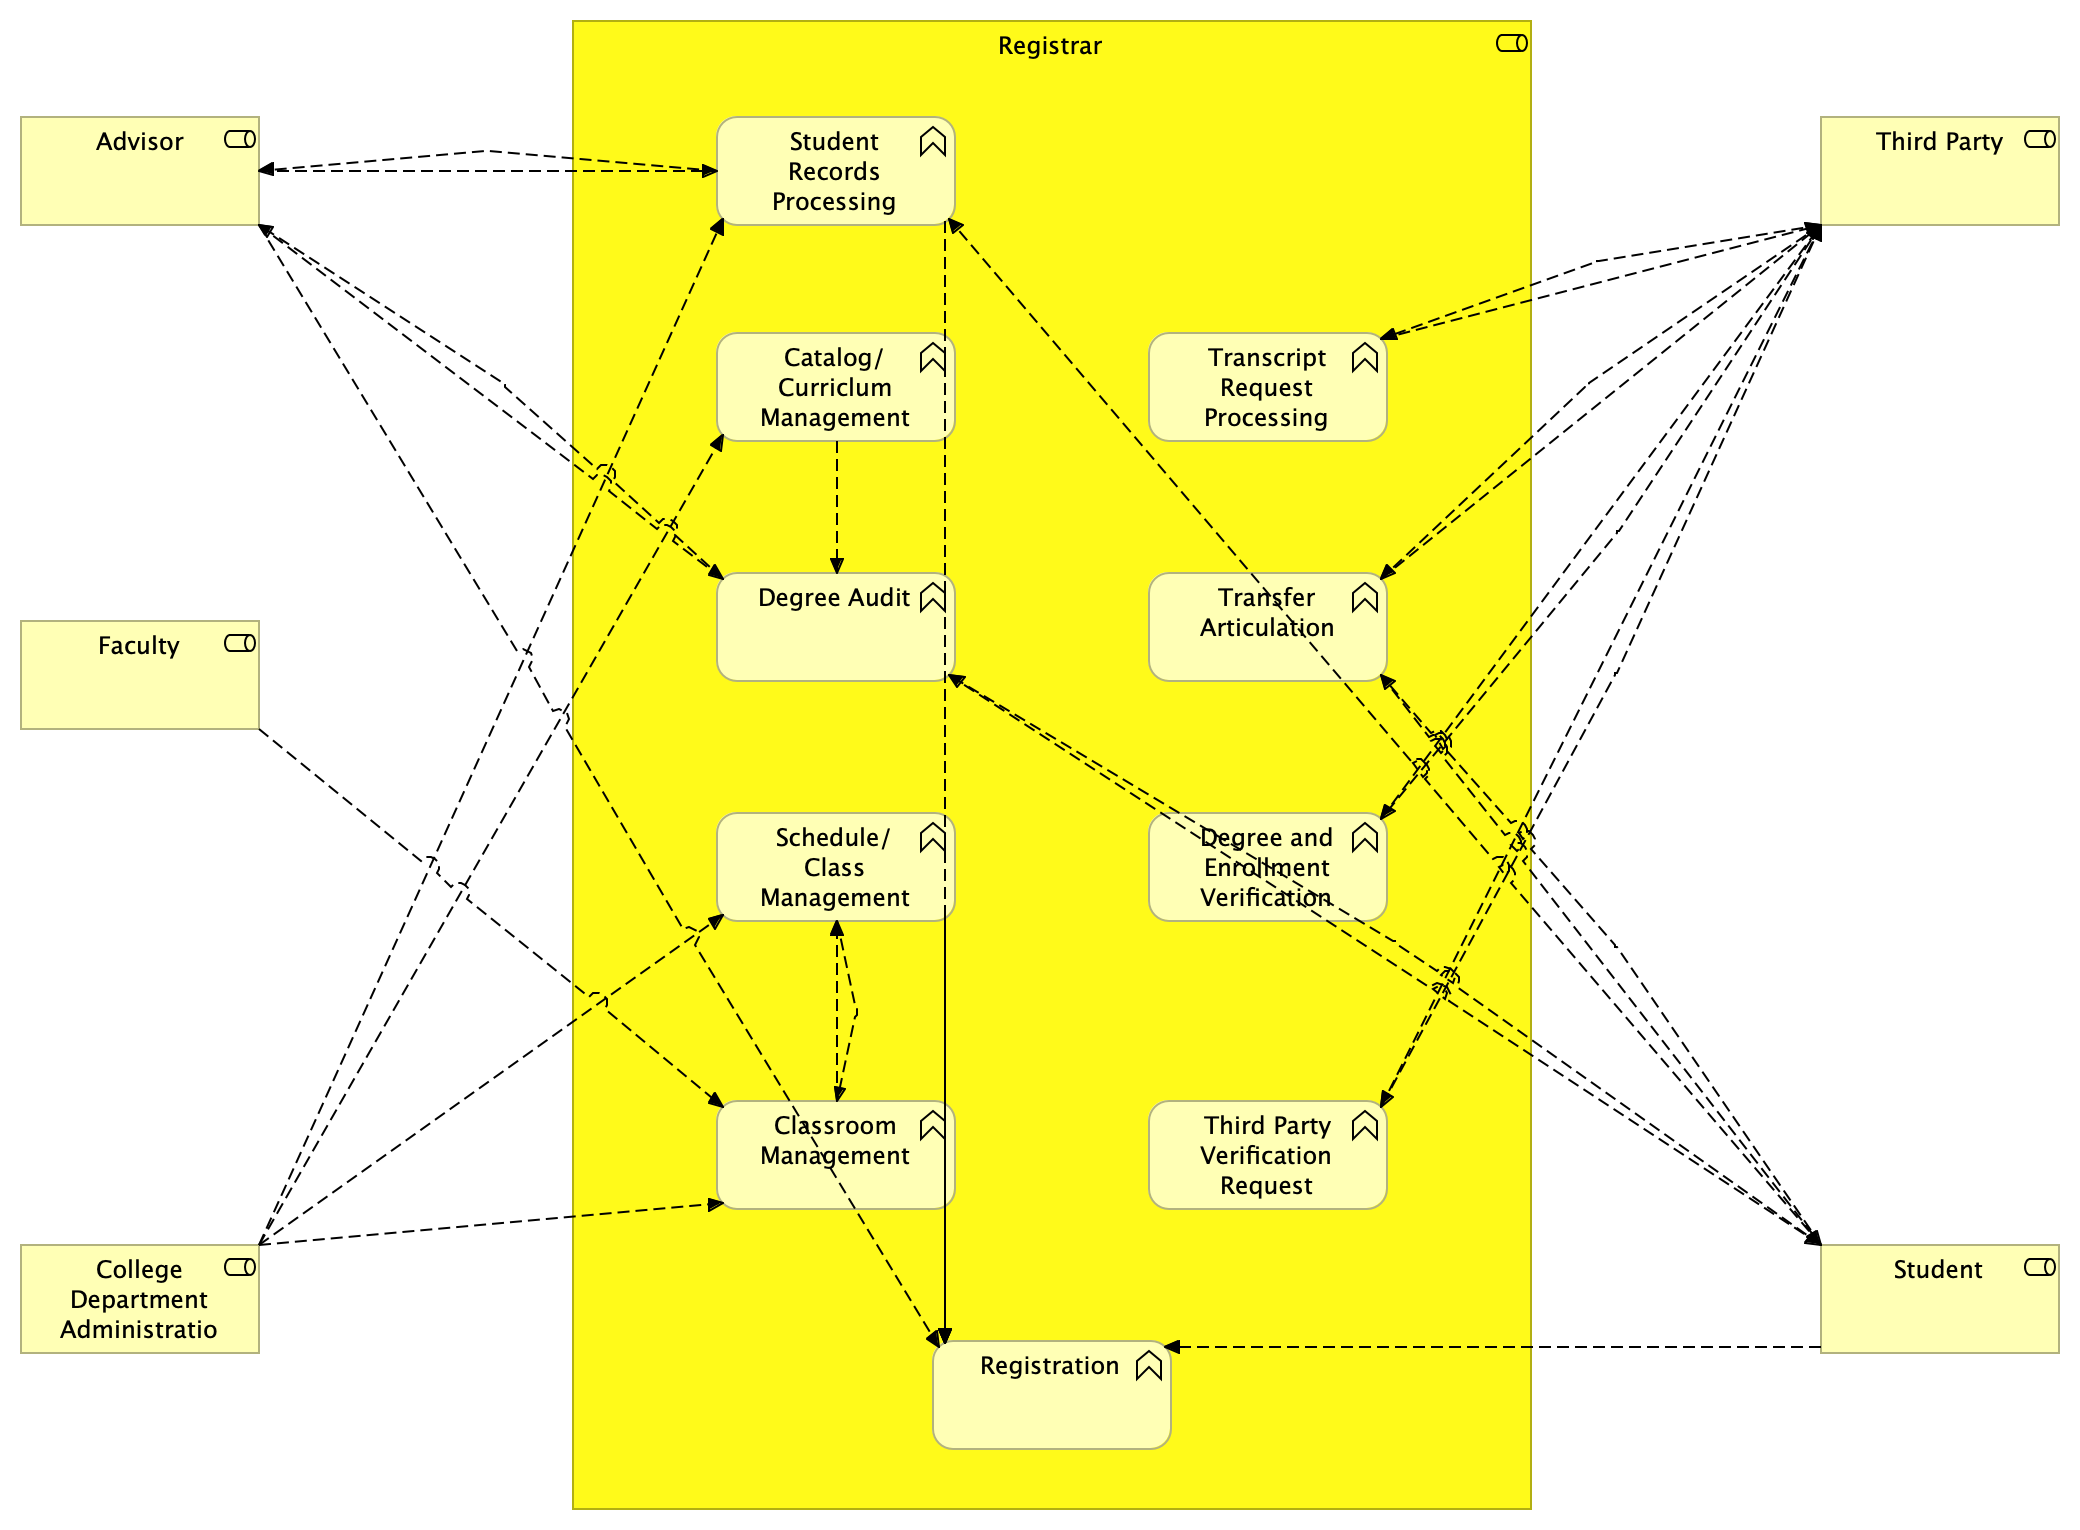 Registrar
Advisor
Student
Records
Processing
Third Party
Catalog/
Curriclum
Management
Transcript
Request
Processing
Degree Audit
Transfer
Articulation
Faculty
Schedule/
Class
Management
Degree and
Enrollment
Verification
Classroom
Management
Third Party
Verification
Request
College
Department
Administratio
Student
Registration